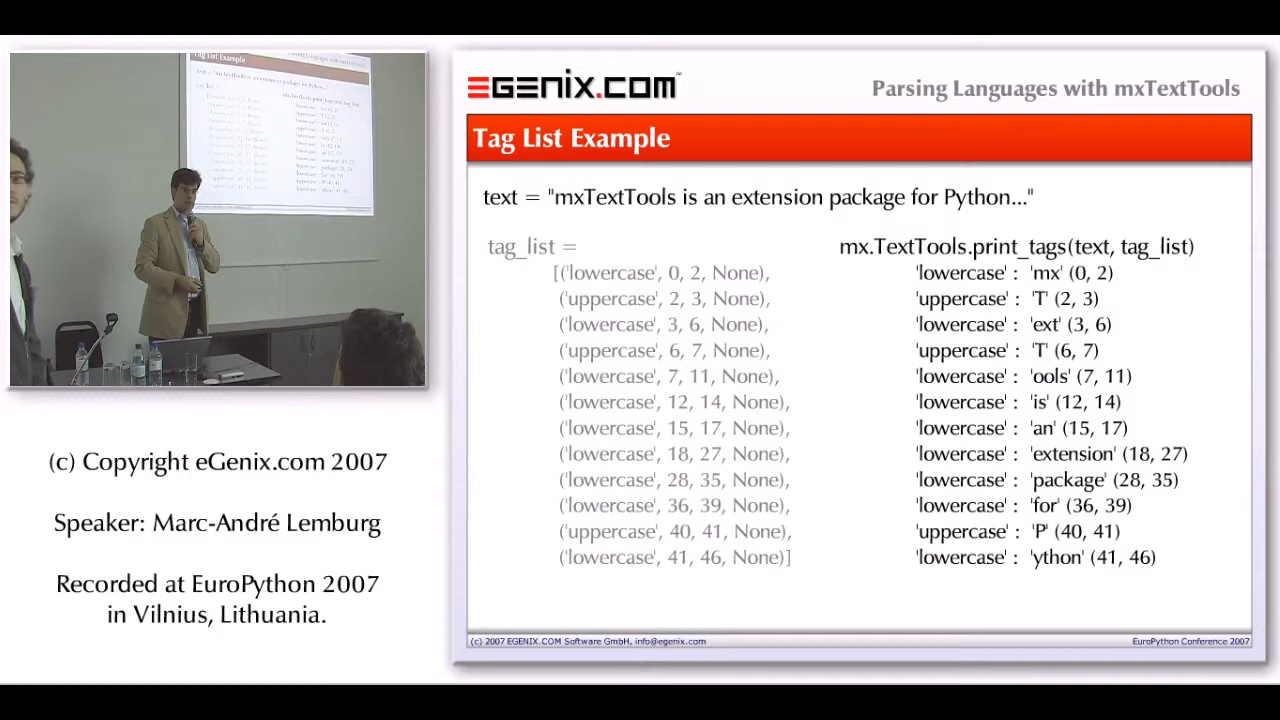 EGENIX.COM™
Parsing Languages with mxTextTools
Tag List Example
text = "mxTextTools is an extension package for Python..."
tag_list =
[('lowercase', 0, 2, None),
('uppercase', 2, 3, None),
('lowercase', 3, 6, None),
('uppercase', 6, 7, None),
('lowercase', 7, 11, None),
('lowercase', 12, 14, None),
('lowercase', 15, 17, None),
('lowercase', 18, 27, None),
('lowercase', 28, 35, None),
('lowercase', 36, 39, None),
('uppercase', 40, 41, None),
('lowercase', 41, 46, None)]
mx.TextTools.print_tags(text, tag_list)
'lowercase' : 'mx' (0, 2)
'uppercase' : 'T' (2, 3)
'lowercase' : 'ext' (3, 6)
'uppercase' : 'T' (6, 7)
'lowercase' : 'ools' (7, 11)
'lowercase' : 'is' (12, 14)
'lowercase' : 'an' (15, 17)
'lowercase' : 'extension' (18, 27)
'lowercase' : 'package' (28, 35)
'lowercase' : 'for' (36, 39)
'uppercase' : 'P' (40, 41)
'lowercase' : 'ython' (41, 46)
(c) 2007 EGENIX.COM Software GmbH, info@egenix.com
EuroPython Conference 2007
Tag List Example
(c) Copyright eGenix.com 2007
Speaker: Marc-André Lemburg
Recorded at EuroPython 2007
in Vilnius, Lithuania.